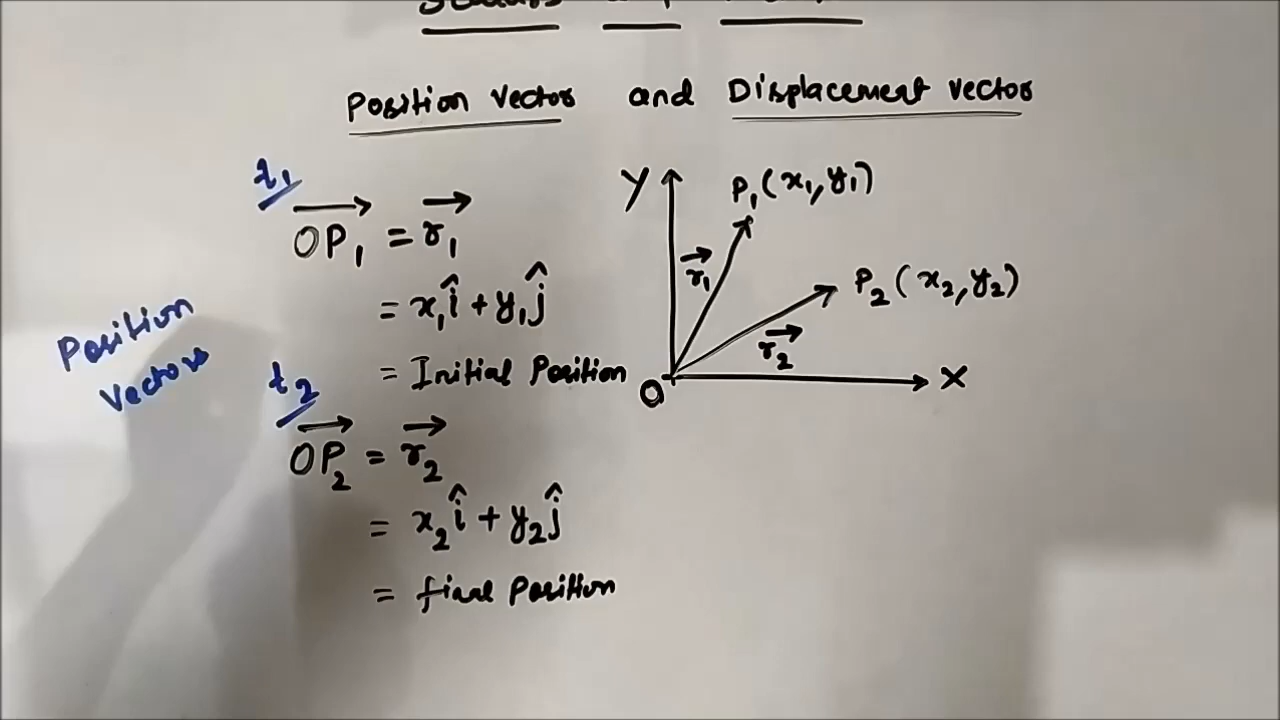 Position Vector and Displacement vector
t₁
OP₁ = r₁
= x₁î + y₁ĵ
= Initial Position
Position
Vectors
t₂
OP₂ = r₂
= x₂î + y₂ĵ
= final Position
Y
P₁(x₁,y₁)
r₁
P₂(x₂,y₂)
r₂
O
X